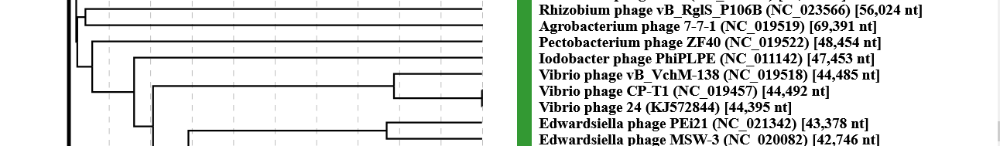 Rhizobium phage vB_RglS_P106B (NC_023566) [56,024 nt]
Agrobacterium phage 7-7-1 (NC_019519) [69,391 nt]
Pectobacterium phage ZF40 (NC_019522) [48,454 nt]
Iodobacter phage PhiPLPE (NC_011142) [47,453 nt]
Vibrio phage vB_VchM-138 (NC_019518) [44,485 nt]
Vibrio phage CP-T1 (NC_019457) [44,492 nt]
Vibrio phage 24 (KJ572844) [44,395 nt]
Edwardsiella phage PEi21 (NC_021342) [43,378 nt]
Edwardsiella phage MSW-3 (NC_020082) [42,746 nt]